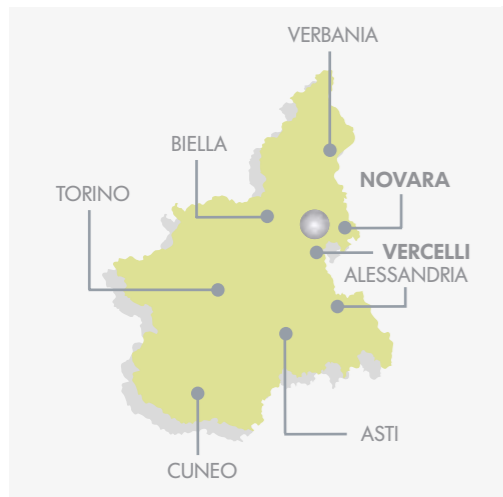 VERBANIA
BIELLA
NOVARA
TORINO
VERCELLI
ALESSANDRIA
ASTI
CUNEO